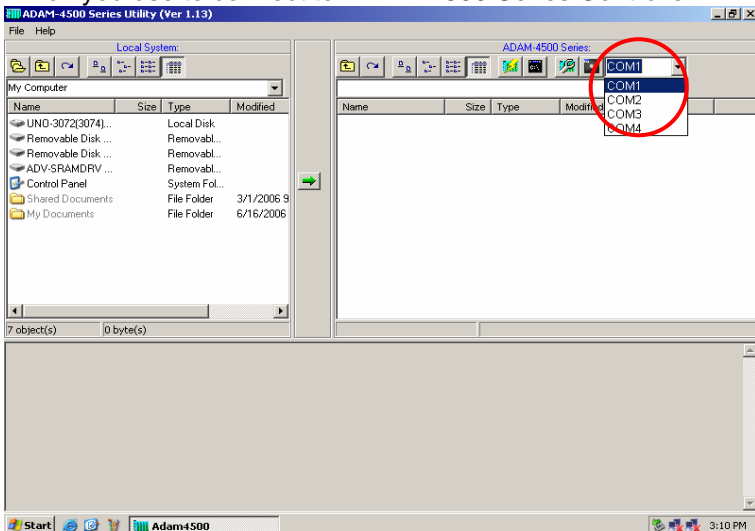 ADAM-4500 Series Utility (Ver 1.13)
File Help
Local System:
ADAM-4500 Series:
COM1
My Computer
COM1
COM2
COM3
COM4
Name Size Type Modified
Name Size Type Modified
UNO-3072(3074)... Local Disk
Removable Disk ... Removabl...
Removable Disk ... Removabl...
ADV-SRAMDRV ... Removabl...
Control Panel System Fol...
Shared Documents File Folder 3/1/2006 9
My Documents File Folder 6/16/2006
7 object(s) 0 byte(s)
Start Adam4500 3:10 PM